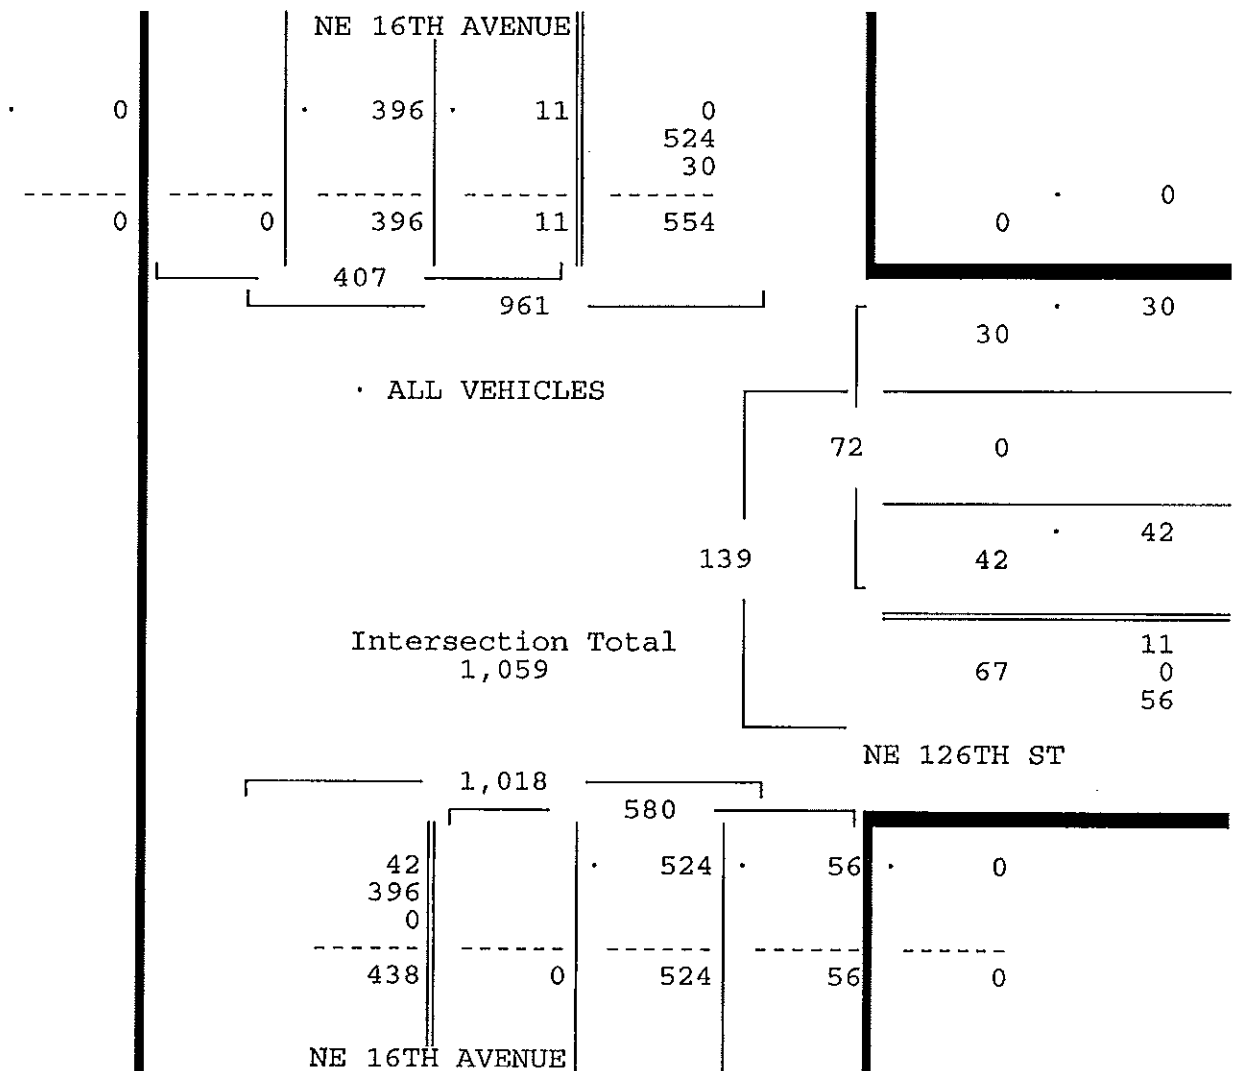 NE 16TH AVENUE
· 0 · 396 · 11 0
524
30
------ ------ ------ ------ ------ · 0
0 0 396 11 554 0
407
961 · 30
30
· ALL VEHICLES
72 0
· 42
139 42
Intersection Total 11
1,059 67 0
56
NE 126TH ST
1,018
580
42 · 524 · 56 · 0
396
0
------ ------ ------ ------ ------
438 0 524 56 0
NE 16TH AVENUE